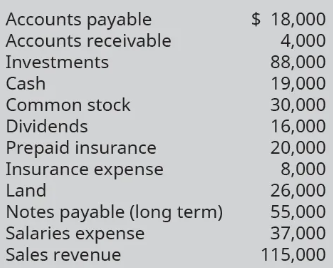 Accounts payable $ 18,000
Accounts receivable 4,000
Investments 88,000
Cash 19,000
Common stock 30,000
Dividends 16,000
Prepaid insurance 20,000
Insurance expense 8,000
Land 26,000
Notes payable (long term) 55,000
Salaries expense 37,000
Sales revenue 115,000